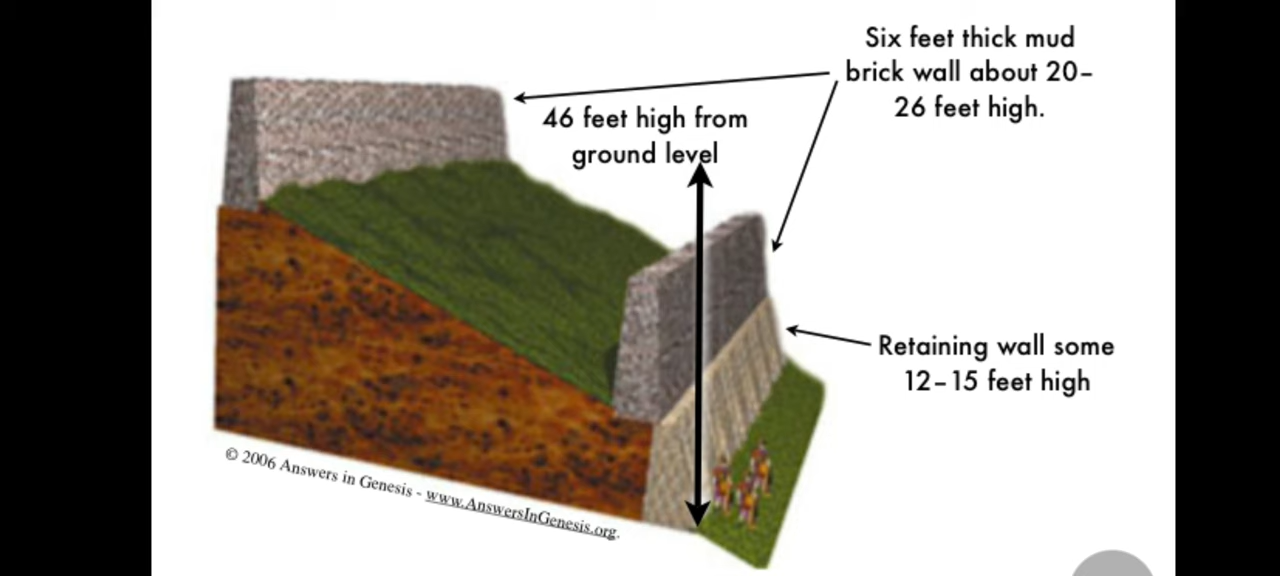 Six feet thick mud
brick wall about 20–
26 feet high.
46 feet high from
ground level
Retaining wall some
12–15 feet high
© 2006 Answers in Genesis - www.AnswersInGenesis.org.